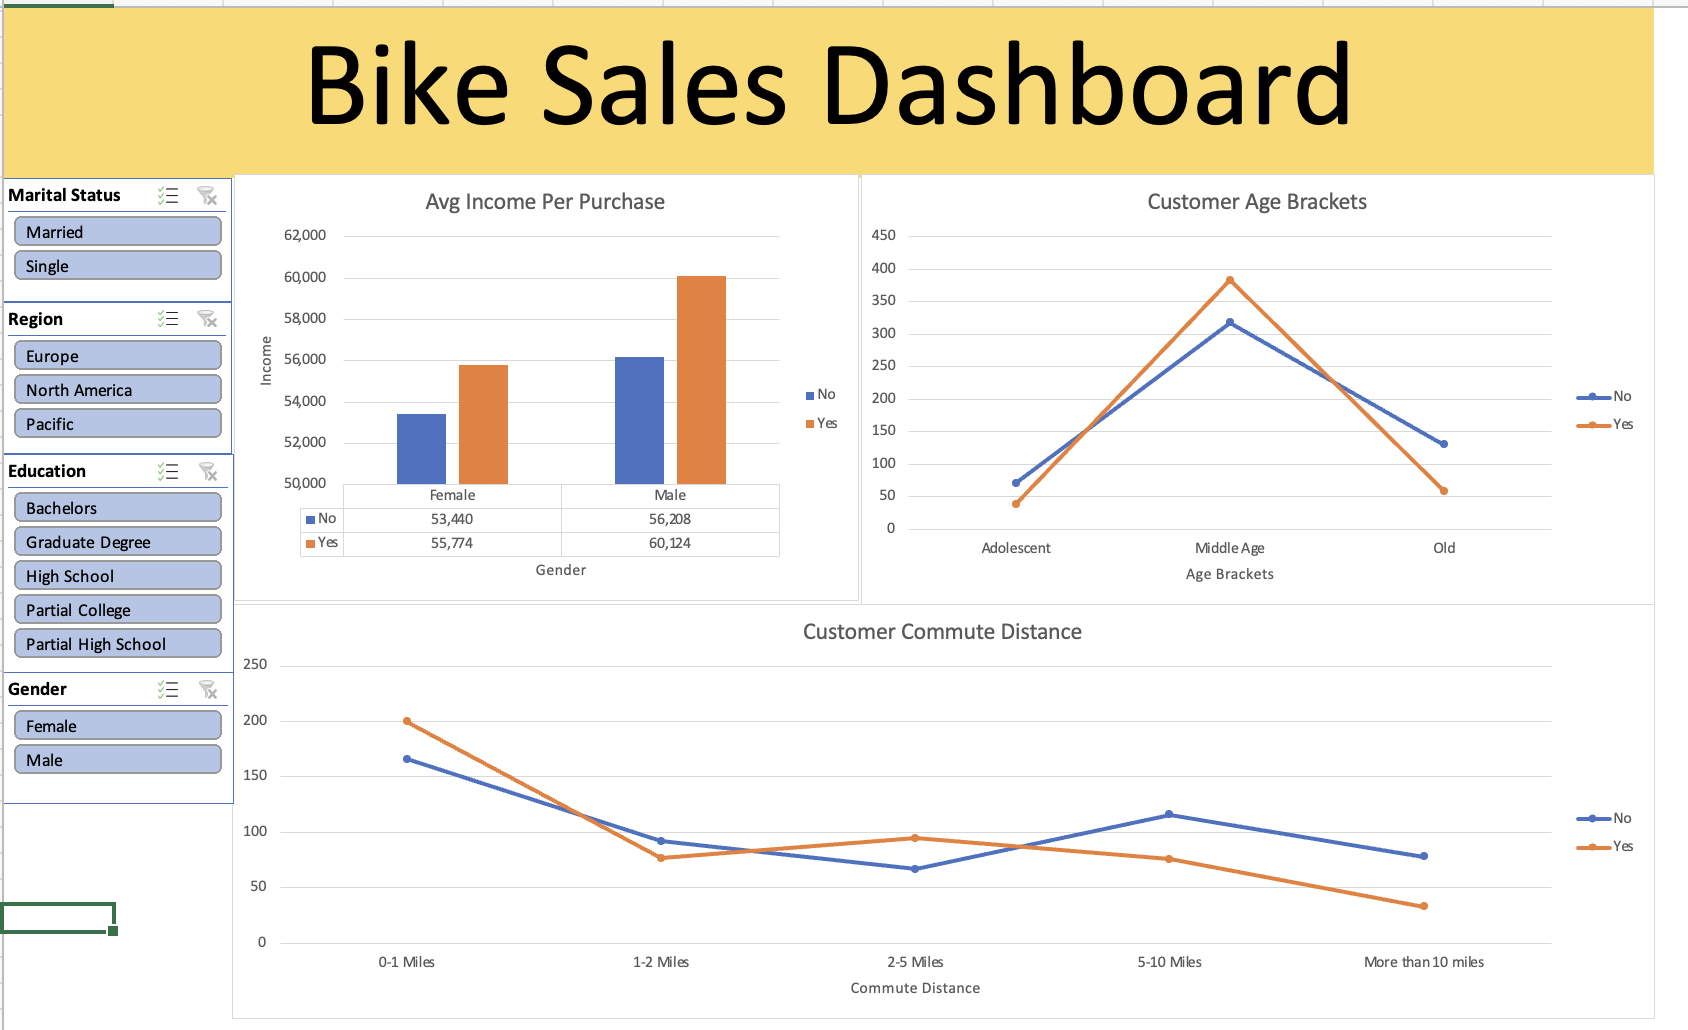 Bike Sales Dashboard
Marital Status
Married
Single
Region
Europe
North America
Pacific
Education
Bachelors
Graduate Degree
High School
Partial College
Partial High School
Gender
Female
Male
Avg Income Per Purchase
62,000
60,000
58,000
56,000
54,000
52,000
50,000
Income
Female Male
No 53,440 56,208
Yes 55,774 60,124
Gender
No
Yes
Customer Age Brackets
450
400
350
300
250
200
150
100
50
0
Adolescent Middle Age Old
Age Brackets
No
Yes
Customer Commute Distance
250
200
150
100
50
0
0-1 Miles 1-2 Miles 2-5 Miles 5-10 Miles More than 10 miles
Commute Distance
No
Yes